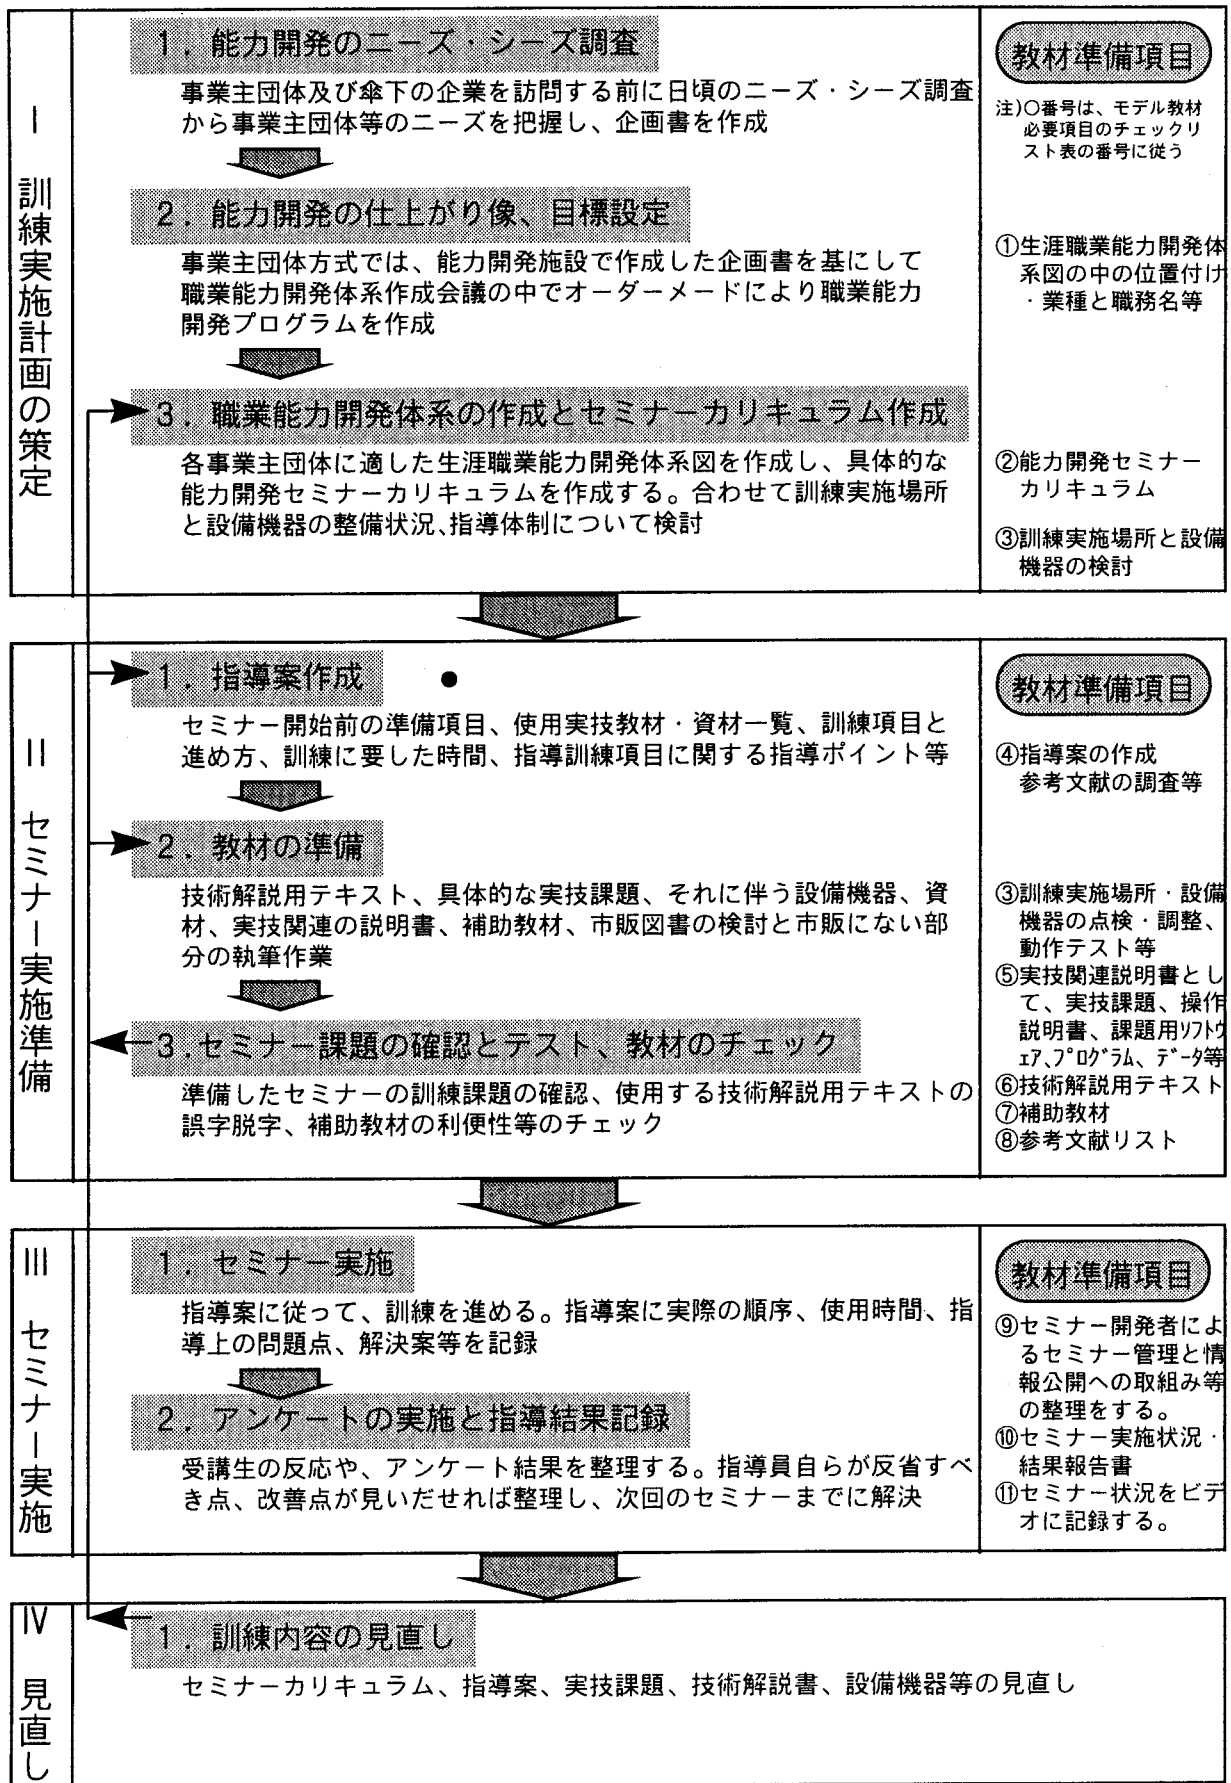 I 訓練実施計画の策定
1．能力開発のニーズ・シーズ調査
事業主団体及び傘下の企業を訪問する前に日頃のニーズ・シーズ調査
から事業主団体等のニーズを把握し、企画書を作成
2．能力開発の仕上がり像、目標設定
事業主団体方式では、能力開発施設で作成した企画書を基にして
職業能力開発体系作成会議の中でオーダーメードにより職業能力
開発プログラムを作成
3．職業能力開発体系の作成とセミナーカリキュラム作成
各事業主団体に適した生涯職業能力開発体系図を作成し、具体的な
能力開発セミナーカリキュラムを作成する。合わせて訓練実施場所
と設備機器の整備状況、指導体制について検討
教材準備項目
注)○番号は、モデル教材
必要項目のチェックリ
スト表の番号に従う
①生涯職業能力開発体
系図の中の位置付け
・業種と職務名等
②能力開発セミナー
カリキュラム
③訓練実施場所と設備
機器の検討
II セミナー実施準備
1．指導案作成
セミナー開始前の準備項目、使用実技教材・資材一覧、訓練項目と
進め方、訓練に要した時間、指導訓練項目に関する指導ポイント等
2．教材の準備
技術解説用テキスト、具体的な実技課題、それに伴う設備機器、資
材、実技関連の説明書、補助教材、市販図書の検討と市販にない部
分の執筆作業
3．セミナー課題の確認とテスト、教材のチェック
準備したセミナーの訓練課題の確認、使用する技術解説用テキストの
誤字脱字、補助教材の利便性等のチェック
教材準備項目
④指導案の作成
参考文献の調査等
③訓練実施場所・設備
機器の点検・調整、
動作テスト等
⑤実技関連説明書とし
て、実技課題、操作
説明書、課題用ソフトウ
ェア、プログラム、データ等
⑥技術解説用テキスト
⑦補助教材
⑧参考文献リスト
III セミナー実施
1．セミナー実施
指導案に従って、訓練を進める。指導案に実際の順序、使用時間、指
導上の問題点、解決案等を記録
2．アンケートの実施と指導結果記録
受講生の反応や、アンケート結果を整理する。指導員自らが反省すべ
き点、改善点が見いだせれば整理し、次回のセミナーまでに解決
教材準備項目
⑨セミナー開発者によ
るセミナー管理と情
報公開への取組み等
の整理をする。
⑩セミナー実施状況・
結果報告書
⑪セミナー状況をビデ
オに記録する。
IV 見直し
1．訓練内容の見直し
セミナーカリキュラム、指導案、実技課題、技術解説書、設備機器等の見直し